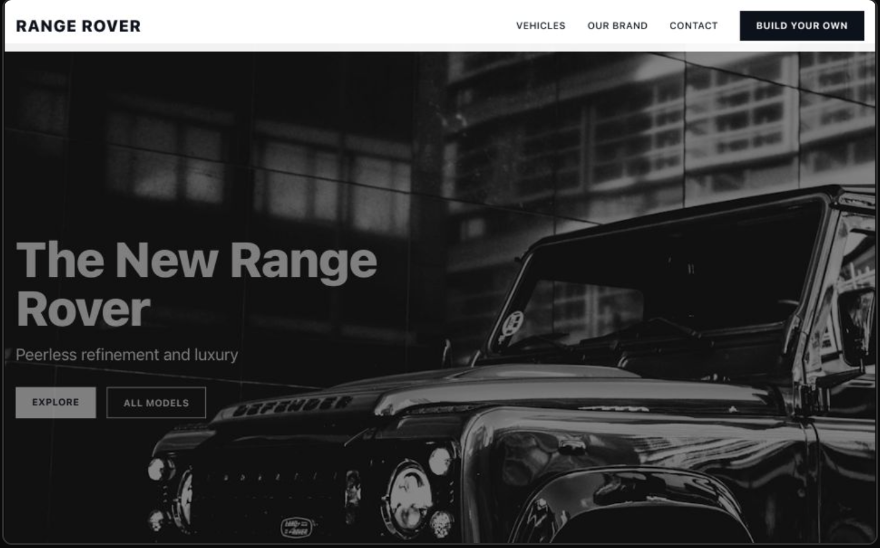 RANGE ROVER
VEHICLES
OUR BRAND
CONTACT
BUILD YOUR OWN
The New Range
Rover
Peerless refinement and luxury
EXPLORE
ALL MODELS
DEFENDER